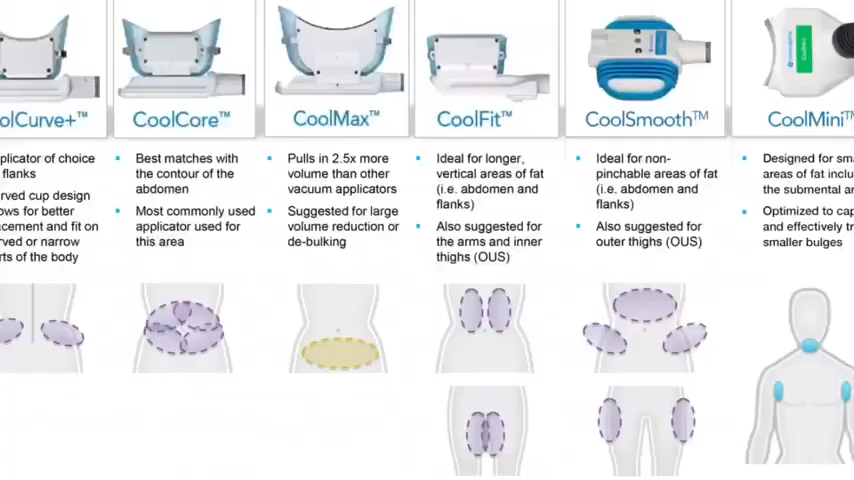 olCurve+™
plicator of choice
flanks
rved cup design
ows for better
cement and fit on
rved or narrow
rts of the body
CoolCore™
Best matches with
the contour of the
abdomen
Most commonly used
applicator used for
this area
CoolMax™
Pulls in 2.5x more
volume than other
vacuum applicators
Suggested for large
volume reduction or
de-bulking
CoolFit™
Ideal for longer,
vertical areas of fat
(i.e. abdomen and
flanks)
Also suggested for
the arms and inner
thighs (OUS)
CoolSmooth™
Ideal for non-
pinchable areas of fat
(i.e. abdomen and
flanks)
Also suggested for
outer thighs (OUS)
CoolMini™
Designed for sma
areas of fat inclu
the submental ar
Optimized to cap
and effectively tr
smaller bulges